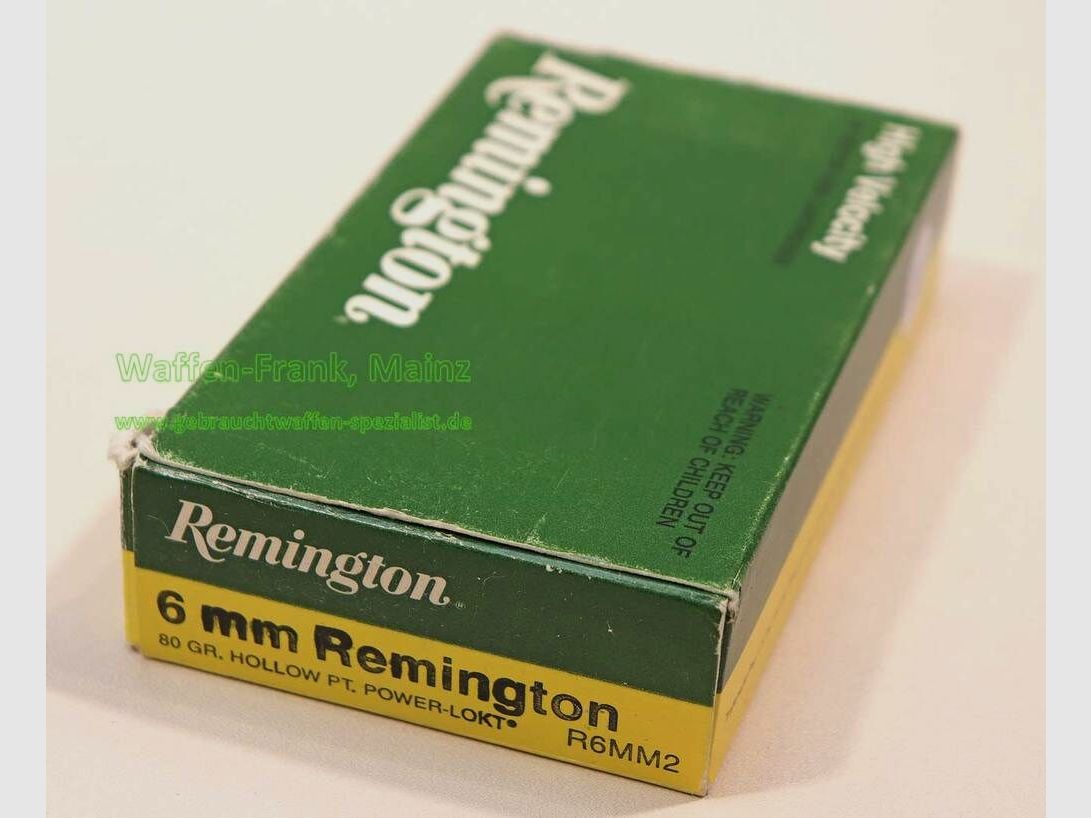 Remington
High Velocity
WARNING: KEEP OUT OF
REACH OF CHILDREN
Waffen-Frank, Mainz
www.gebrauchtwaffen-spezialist.de
Remington
6 mm Remington
80 GR. HOLLOW PT. POWER-LOKT®
R6MM2